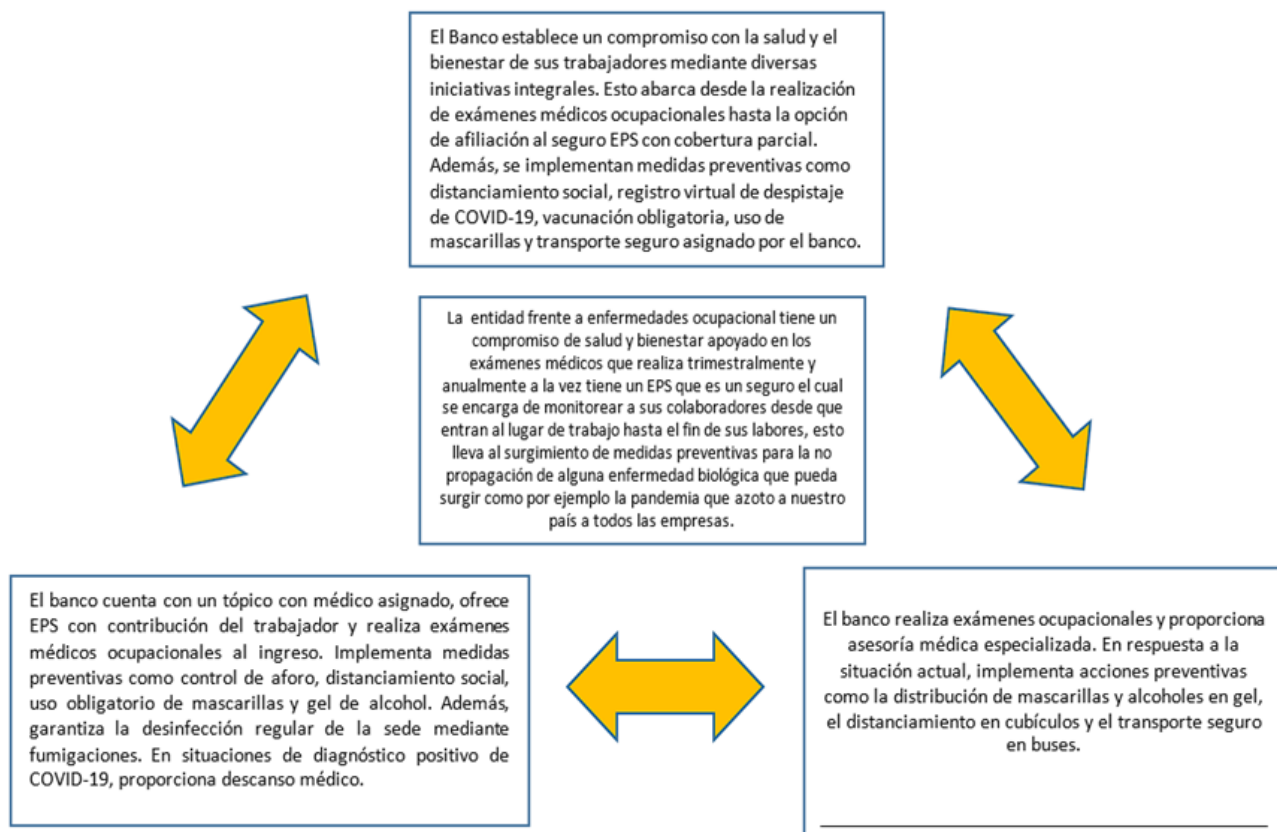 El Banco establece un compromiso con la salud y el
bienestar de sus trabajadores mediante diversas
iniciativas integrales. Esto abarca desde la realización
de exámenes médicos ocupacionales hasta la opción
de afiliación al seguro EPS con cobertura parcial.
Además, se implementan medidas preventivas como
distanciamiento social, registro virtual de despistaje
de COVID-19, vacunación obligatoria, uso de
mascarillas y transporte seguro asignado por el banco.
La entidad frente a enfermedades ocupacional tiene un
compromiso de salud y bienestar apoyado en los
exámenes médicos que realiza trimestralmente y
anualmente a la vez tiene un EPS que es un seguro el cual
se encarga de monitorear a sus colaboradores desde que
entran al lugar de trabajo hasta el fin de sus labores, esto
lleva al surgimiento de medidas preventivas para la no
propagación de alguna enfermedad biológica que pueda
surgir como por ejemplo la pandemia que azoto a nuestro
país a todos las empresas.
El banco cuenta con un tópico con médico asignado, ofrece
EPS con contribución del trabajador y realiza exámenes
médicos ocupacionales al ingreso. Implementa medidas
preventivas como control de aforo, distanciamiento social,
uso obligatorio de mascarillas y gel de alcohol. Además,
garantiza la desinfección regular de la sede mediante
fumigaciones. En situaciones de diagnóstico positivo de
COVID-19, proporciona descanso médico.
El banco realiza exámenes ocupacionales y proporciona
asesoría médica especializada. En respuesta a la
situación actual, implementa acciones preventivas
como la distribución de mascarillas y alcoholes en gel,
el distanciamiento en cubículos y el transporte seguro
en buses.